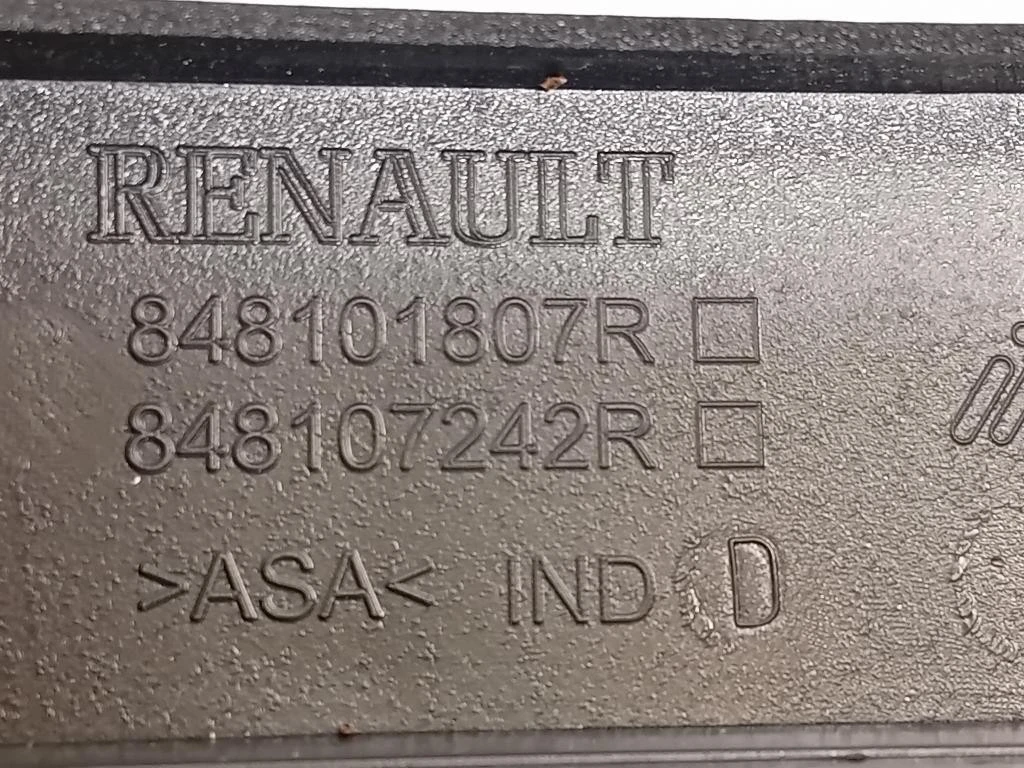 RENAULT
848101807R
848107242R
>ASA< IND D